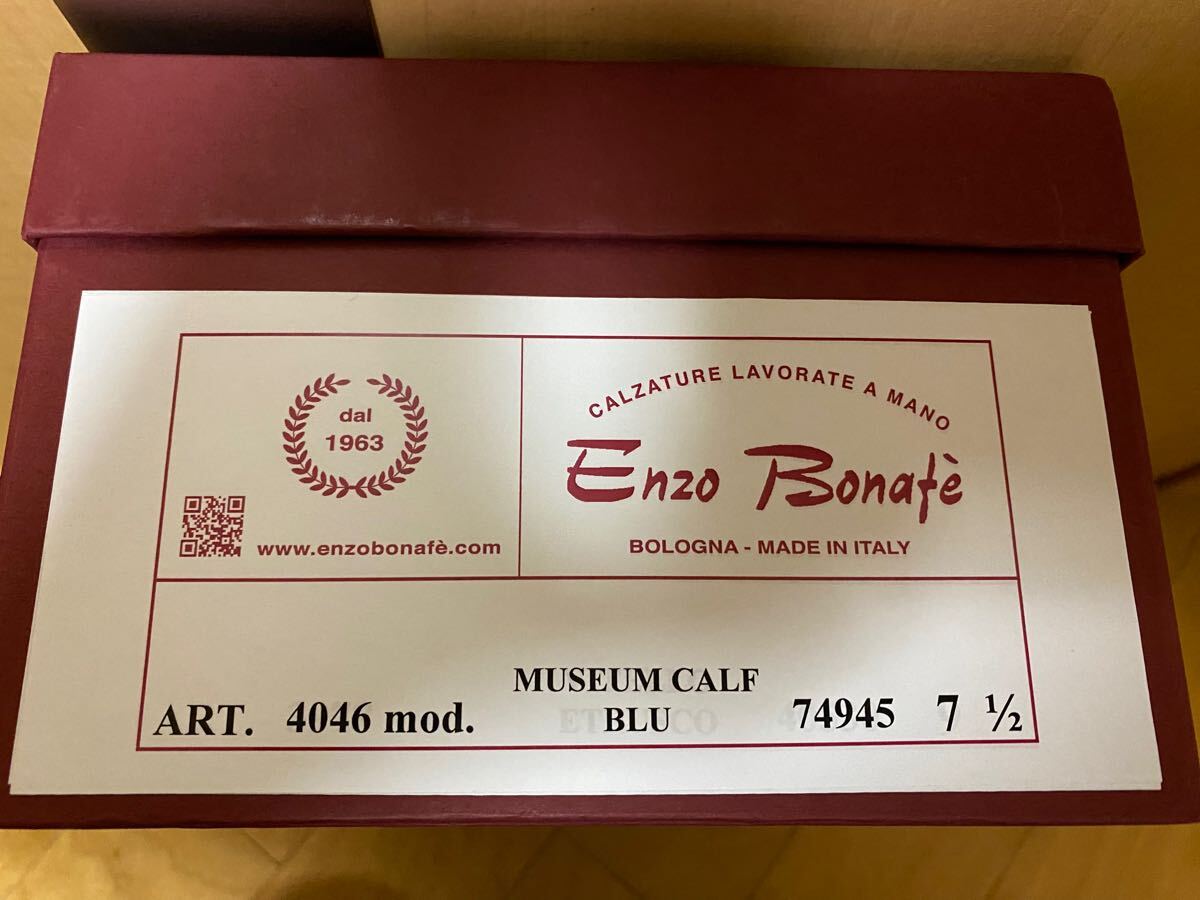 dal
1963
www.enzobonafè.com
CALZATURE LAVORATE A MANO
Enzo Bonafè
BOLOGNA - MADE IN ITALY
MUSEUM CALF
ART. 4046 mod. BLU 74945 7 ½